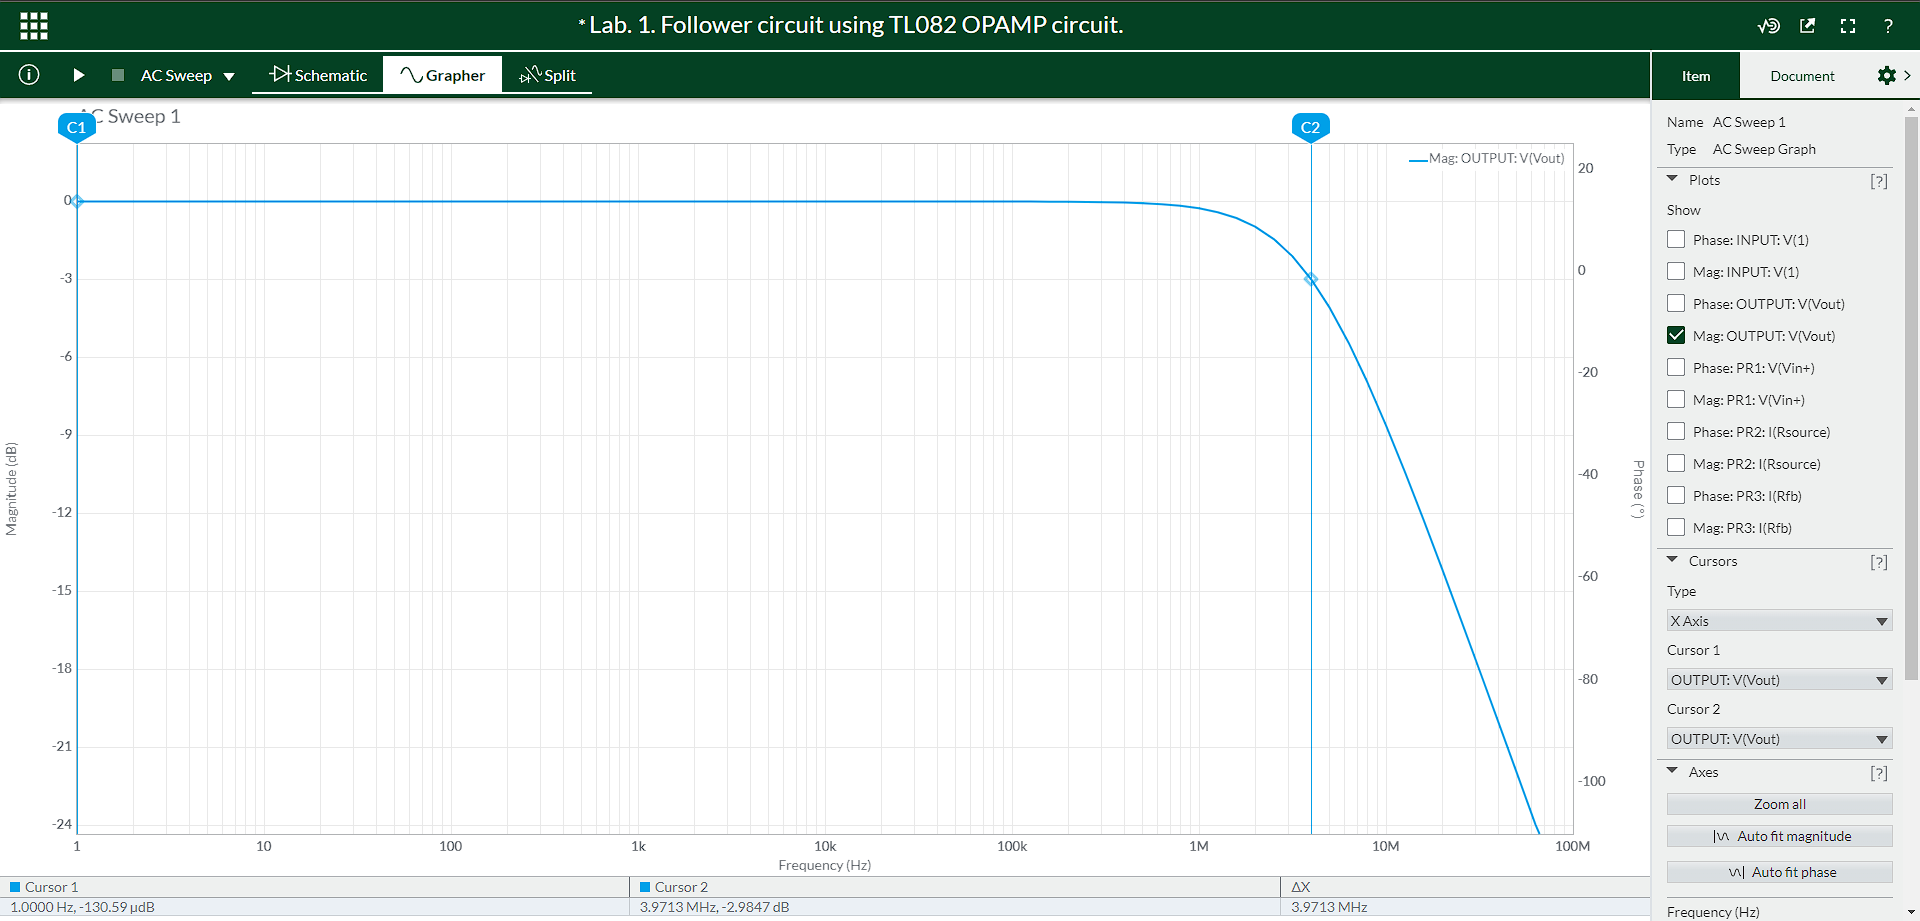 * Lab. 1. Follower circuit using TL082 OPAMP circuit.
?
AC Sweep
Schematic
Grapher
Split
Item
Document
AC Sweep 1
C1
C2
Mag: OUTPUT: V(Vout)
0
-3
-6
-9
-12
-15
-18
-21
-24
Magnitude (dB)
20
0
-20
-40
-60
-80
-100
Phase (°)
1
10
100
1k
10k
100k
1M
10M
100M
Frequency (Hz)
Cursor 1
1.0000 Hz, -130.59 µdB
Cursor 2
3.9713 MHz, -2.9847 dB
ΔX
3.9713 MHz
Name AC Sweep 1
Type AC Sweep Graph
Plots [?]
Show
Phase: INPUT: V(1)
Mag: INPUT: V(1)
Phase: OUTPUT: V(Vout)
Mag: OUTPUT: V(Vout)
Phase: PR1: V(Vin+)
Mag: PR1: V(Vin+)
Phase: PR2: I(Rsource)
Mag: PR2: I(Rsource)
Phase: PR3: I(Rfb)
Mag: PR3: I(Rfb)
Cursors [?]
Type
X Axis
Cursor 1
OUTPUT: V(Vout)
Cursor 2
OUTPUT: V(Vout)
Axes [?]
Zoom all
Auto fit magnitude
Auto fit phase
Frequency (Hz)